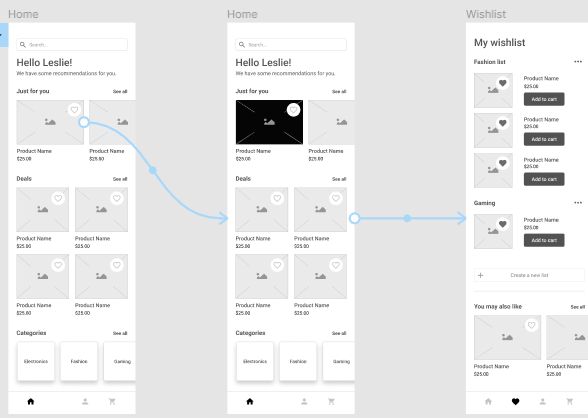 Home
Search...
Hello Leslie!
We have some recommendations for you.
Just for you See all
Product Name Product Name
$25.00 $25.00
Deals See all
Product Name Product Name
$25.00 $25.00
Product Name Product Name
$25.00 $25.00
Categories See all
Electronics Fashion Gaming
Home
Search...
Hello Leslie!
We have some recommendations for you.
Just for you See all
Product Name Product Name
$25.00 $25.00
Deals See all
Product Name Product Name
$25.00 $25.00
Product Name Product Name
$25.00 $25.00
Categories See all
Electronics Fashion Gaming
Wishlist
My wishlist
Fashion list
Product Name
$25.00
Add to cart
Product Name
$25.00
Add to cart
Product Name
$25.00
Add to cart
Gaming
Product Name
$25.00
Add to cart
Create a new list
You may also like See all
Product Name Product Name
$25.00 $25.00